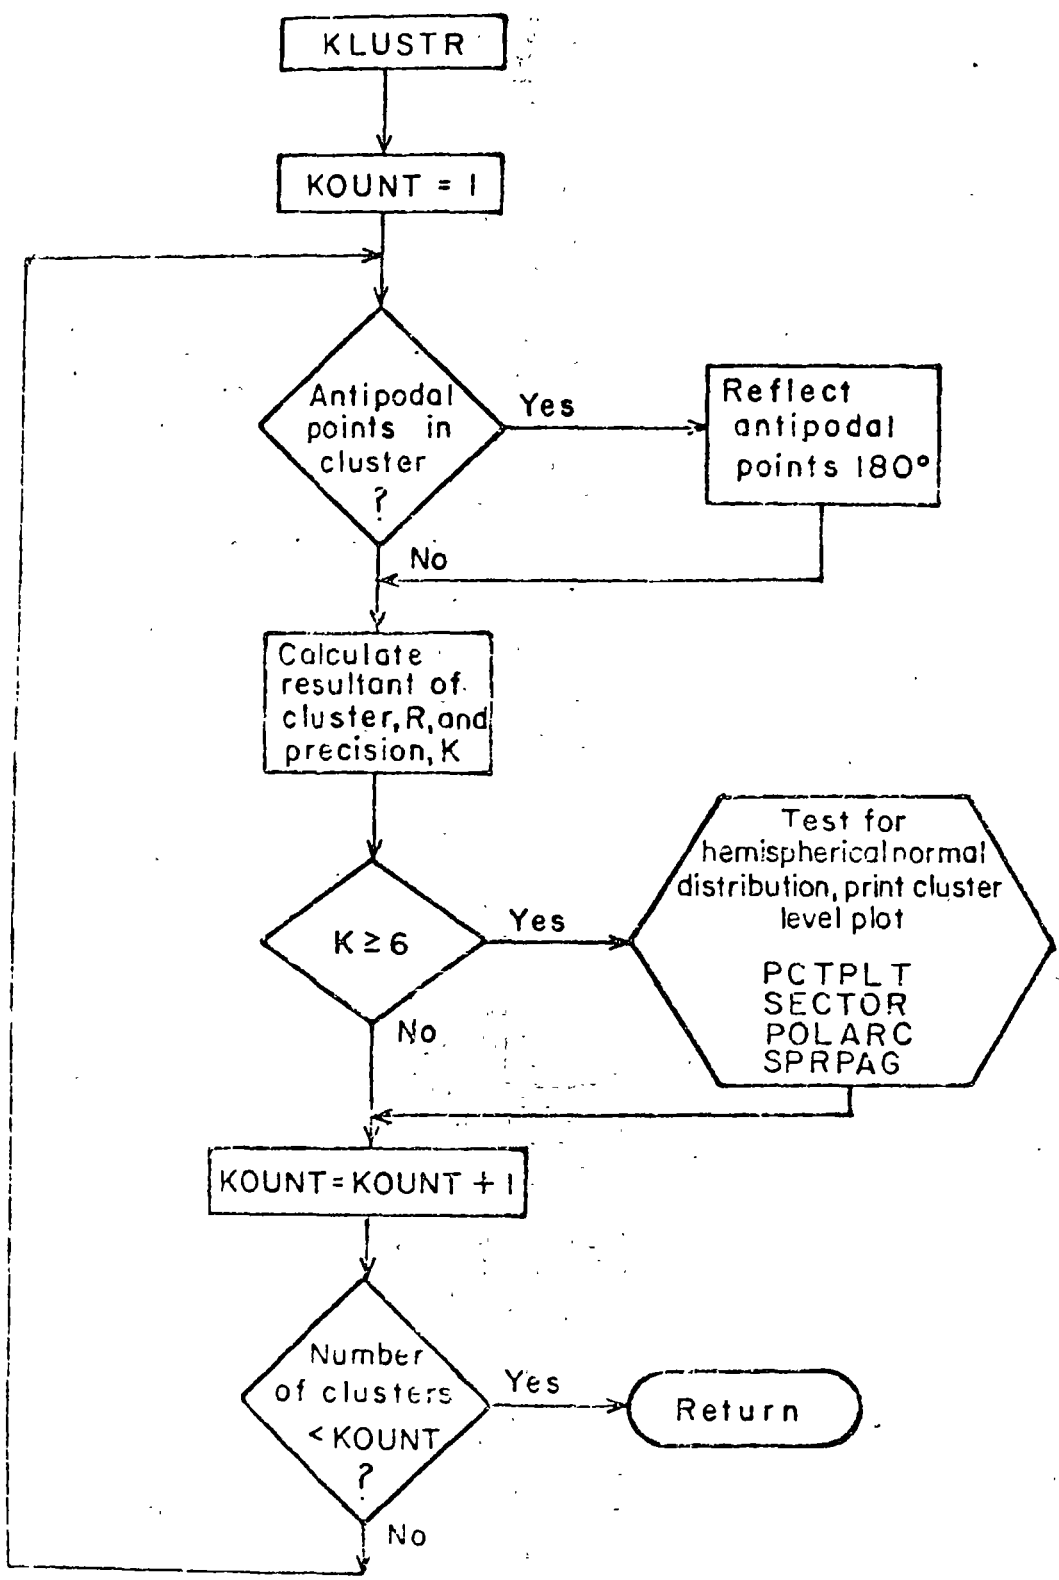 KLUSTR
KOUNT = 1
Antipodal
points in
cluster
?
Yes
Reflect
antipodal
points 180°
No
Calculate
resultant of
cluster, R, and
precision, K
K ≥ 6
Yes
Test for
hemispherical normal
distribution, print cluster
level plot
PCTPLT
SECTOR
POLARC
SPRPAG
No
KOUNT = KOUNT + 1
Number
of clusters
< KOUNT
?
Yes
Return
No